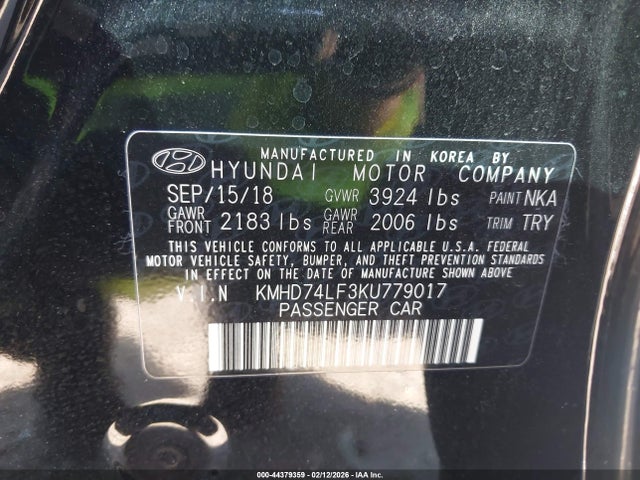 MANUFACTURED IN KOREA BY
HYUNDAI MOTOR COMPANY
SEP/15/18 GVWR 3924 lbs PAINT NKA
GAWR FRONT 2183 lbs GAWR REAR 2006 lbs TRIM TRY
THIS VEHICLE CONFORMS TO ALL APPLICABLE U.S.A. FEDERAL
MOTOR VEHICLE SAFETY, BUMPER, AND THEFT PREVENTION STANDARDS
IN EFFECT ON THE DATE OF MANUFACTURE SHOWN ABOVE.
V.I.N KMHD74LF3KU779017
PASSENGER CAR
000-44379359 - 02/12/2026 - IAA Inc.